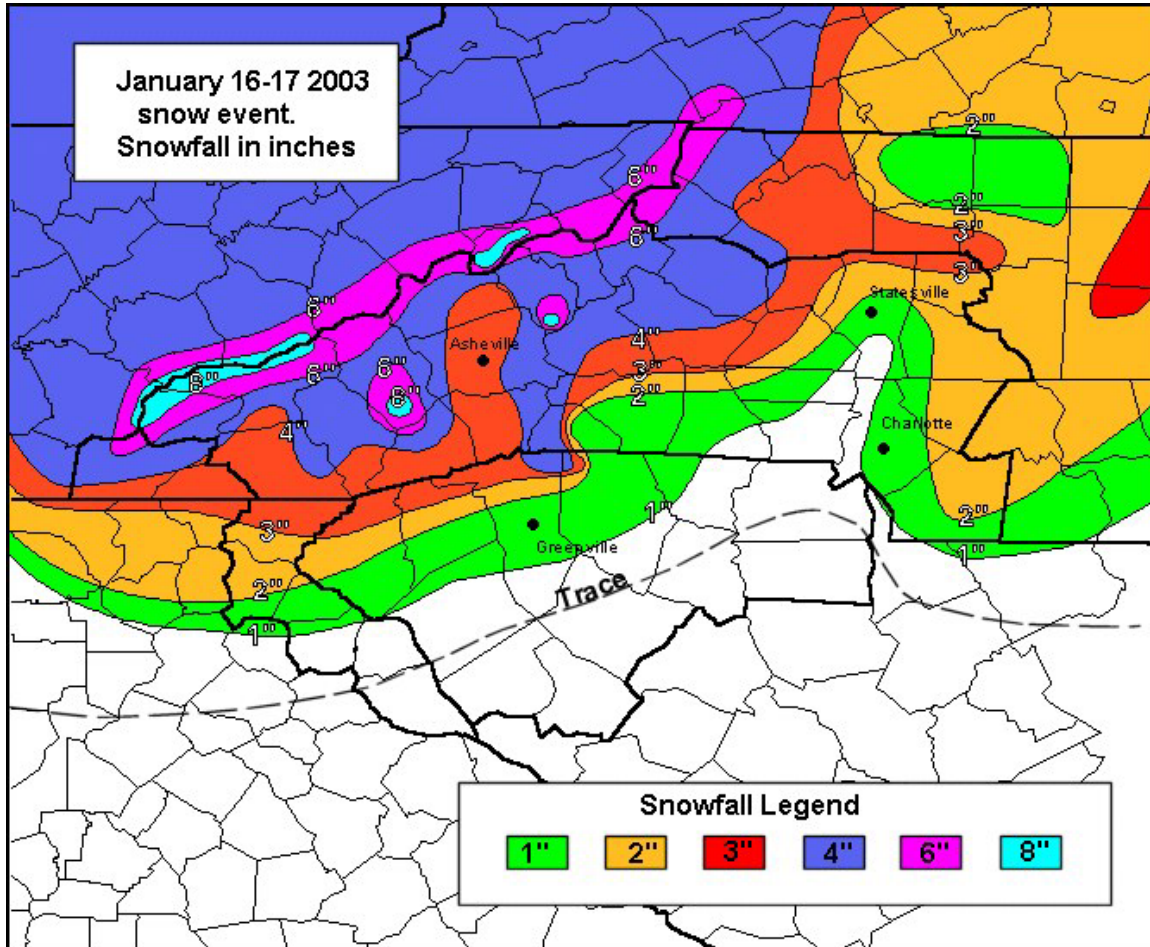 January 16-17 2003
snow event.
Snowfall in inches
2"
6"
2"
3"
6"
3"
Statesville
6"
4"
Asheville
3"
6"
6"
8"
2"
6"
Charlotte
4"
1"
2"
3"
Greenville
1"
Trace
2"
1"
Snowfall Legend
1" 2" 3" 4" 6" 8"